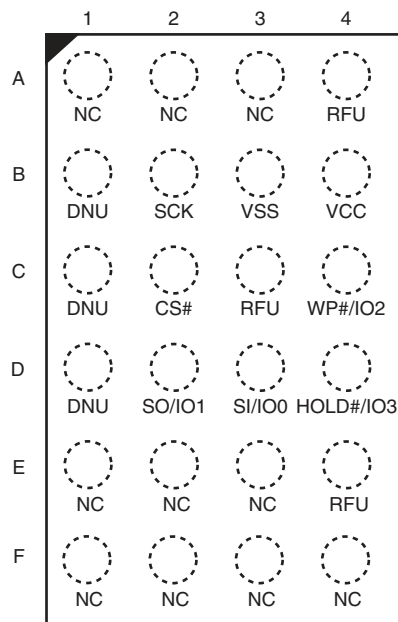 1 2 3 4
A
NC NC NC RFU
B
DNU SCK VSS VCC
C
DNU CS# RFU WP#/IO2
D
DNU SO/IO1 SI/IO0 HOLD#/IO3
E
NC NC NC RFU
F
NC NC NC NC